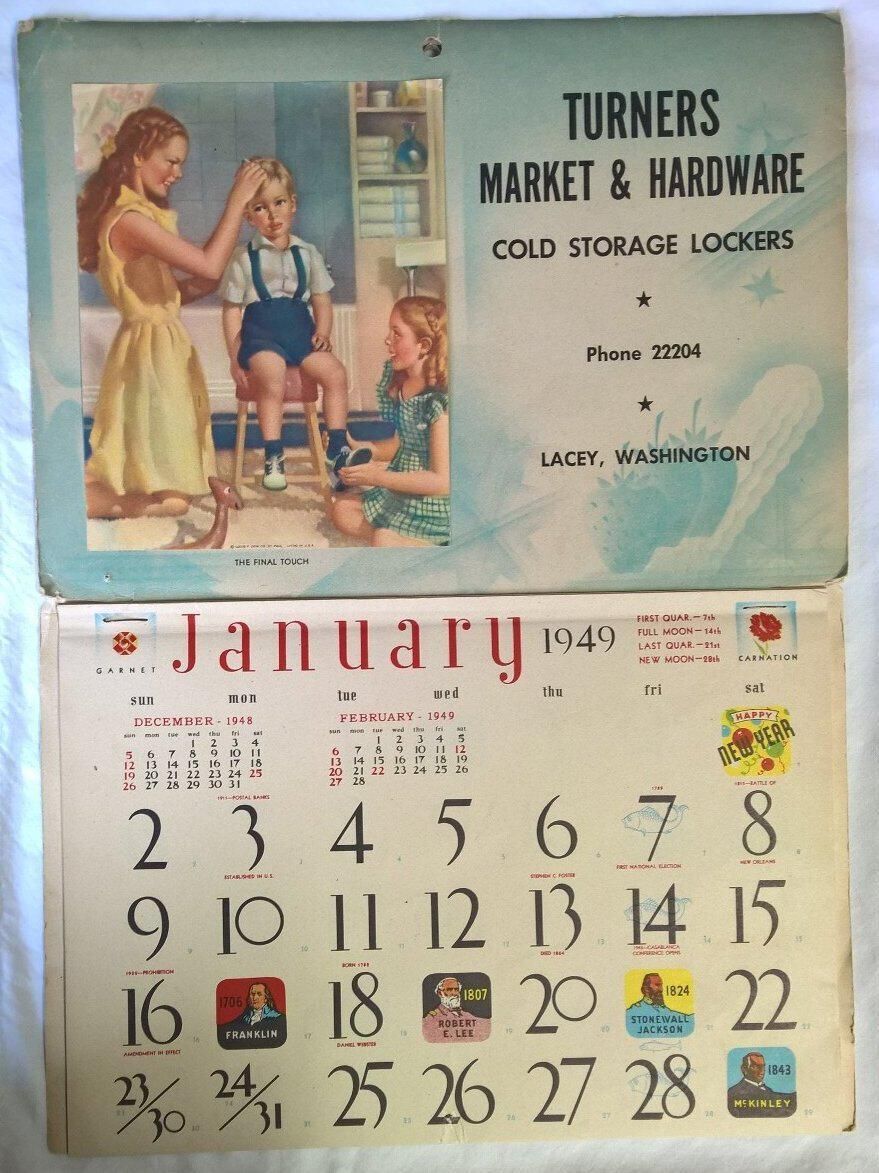 TURNERS
MARKET & HARDWARE
COLD STORAGE LOCKERS
★
Phone 22204
★
LACEY, WASHINGTON
THE FINAL TOUCH
GARNET
January 1949
FIRST QUAR. — 7th
FULL MOON — 14th
LAST QUAR. — 21st
NEW MOON — 28th
CARNATION
sun mon tue wed thu fri sat
DECEMBER - 1948
sun mon tue wed thu fri sat
1 2 3 4
5 6 7 8 9 10 11
12 13 14 15 16 17 18
19 20 21 22 23 24 25
26 27 28 29 30 31
FEBRUARY - 1949
sun mon tue wed thu fri sat
1 2 3 4 5
6 7 8 9 10 11 12
13 14 15 16 17 18 19
20 21 22 23 24 25 26
27 28
HAPPY
NEW YEAR
1911—POSTAL BANKS
1789
1815—BATTLE OF
2 3 4 5 6 7 8
ESTABLISHED IN U.S.
STEPHEN C FOSTER
FIRST NATIONAL ELECTION
NEW ORLEANS
9 10 11 12 13 14 15
1920—PROHIBITION
BORN 1782
DIED 1864
1943—CASABLANCA
CONFERENCE OPENS
16
1706
FRANKLIN
18
1807
ROBERT
E. LEE
20
1824
STONEWALL
JACKSON
22
AMENDMENT IN EFFECT
DANIEL WEBSTER
23/30 24/31 25 26 27 28
1843
McKINLEY